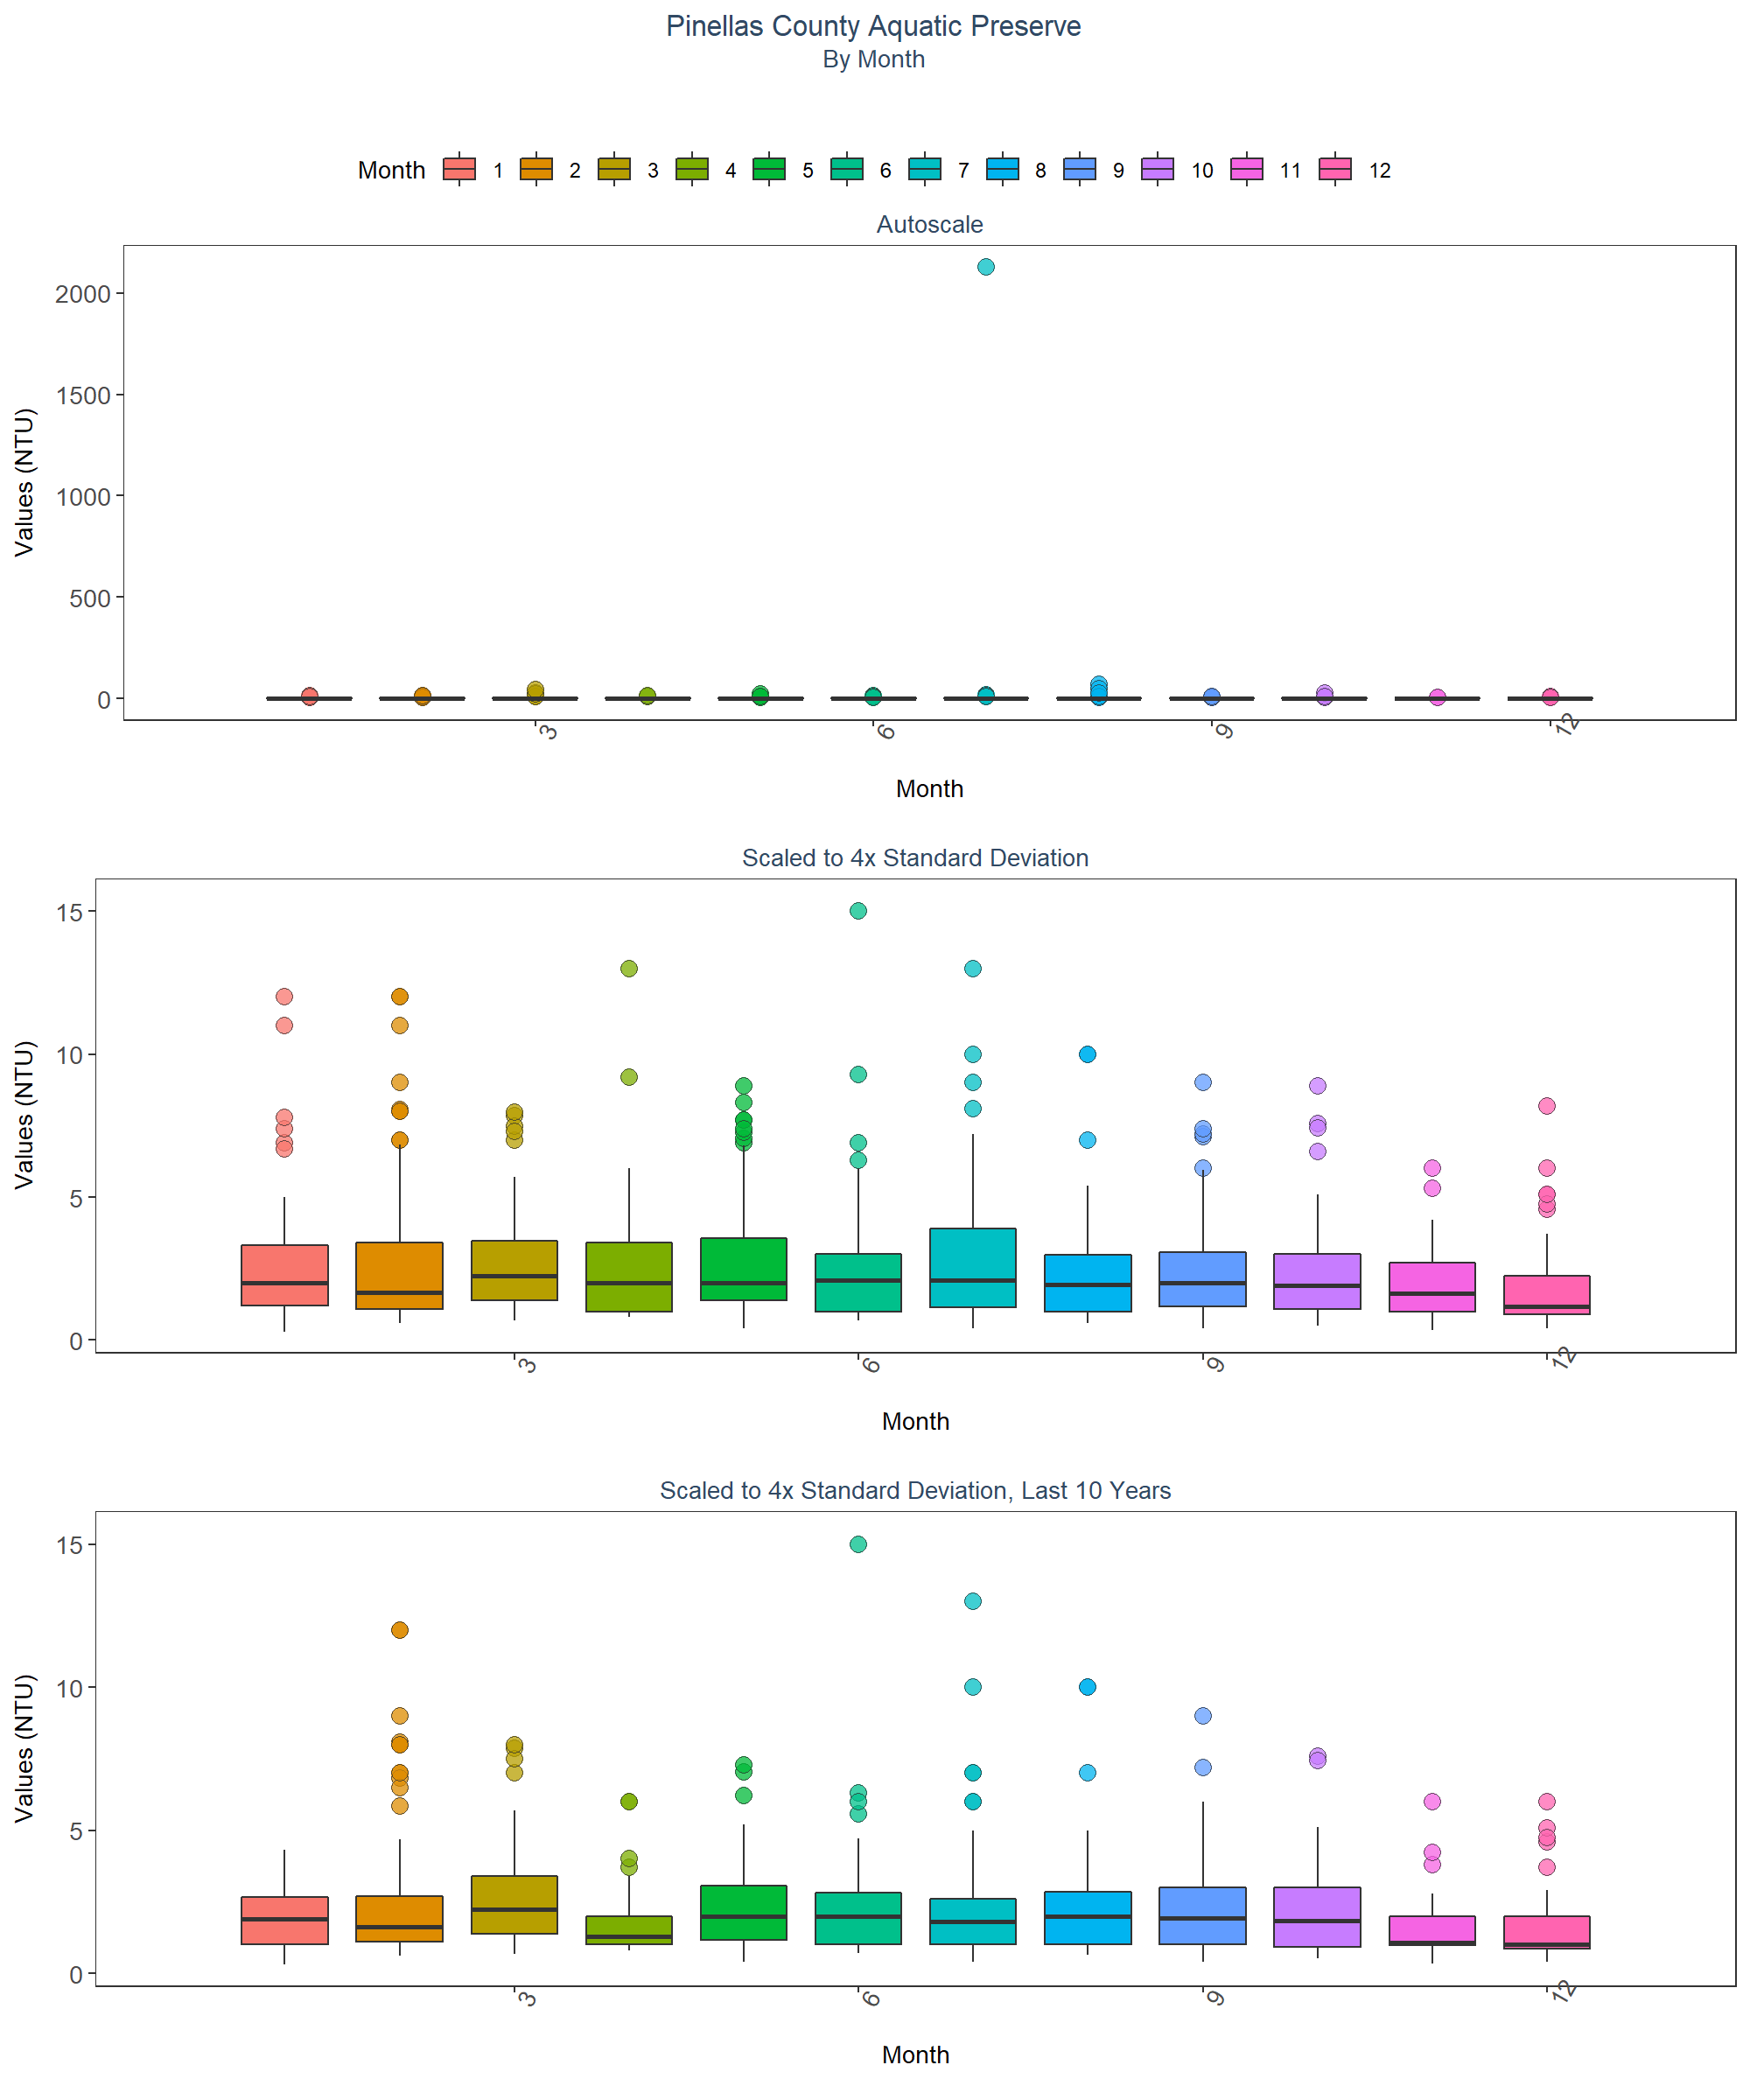 Pinellas County Aquatic Preserve
By Month
Month 1 2 3 4 5 6 7 8 9 10 11 12
Autoscale
2000
1500
1000
500
0
Values (NTU)
3 6 9 12
Month
Scaled to 4x Standard Deviation
15
10
5
0
Values (NTU)
3 6 9 12
Month
Scaled to 4x Standard Deviation, Last 10 Years
15
10
5
0
Values (NTU)
3 6 9 12
Month